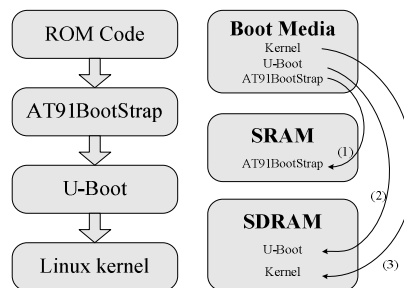 ROM Code
AT91BootStrap
U-Boot
Linux kernel
Boot Media
Kernel
U-Boot
AT91BootStrap
SRAM
(1)
AT91BootStrap
(2)
SDRAM
U-Boot
Kernel
(3)